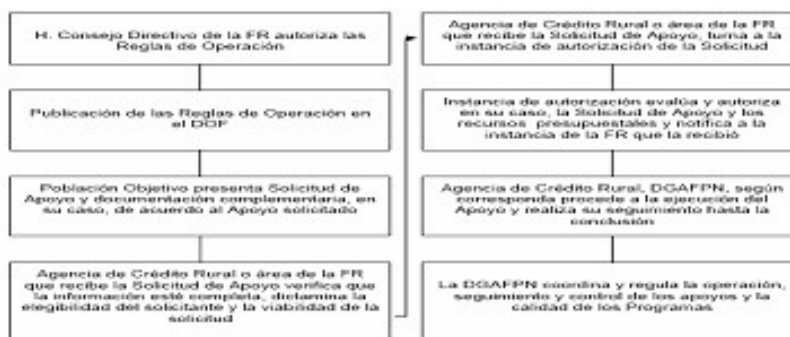 H. Consejo Directivo de la FR autoriza las
Reglas de Operación
Publicación de las Reglas de Operación en
el DOF
Población Objetivo presenta Solicitud de
Apoyo y documentación complementaria, en
su caso, de acuerdo al Apoyo solicitado
Agencia de Crédito Rural o área de la FR
que recibe la Solicitud de Apoyo verifica que
la información esté completa, dictamina la
elegibilidad del solicitante y la viabilidad de la
solicitud
Agencia de Crédito Rural o área de la FR
que recibe la Solicitud de Apoyo, turna a la
instancia de autorización de la Solicitud
Instancia de autorización evalúa y autoriza
en su caso, la Solicitud de Apoyo y los
recursos presupuestales y notifica a la
instancia de la FR que la recibió
Agencia de Crédito Rural, DGAFPN, según
corresponda procede a la ejecución del
Apoyo y realiza su seguimiento hasta la
conclusión
La DGAFPN coordina y regula la operación,
seguimiento y control de los apoyos y la
calidad de los Programas